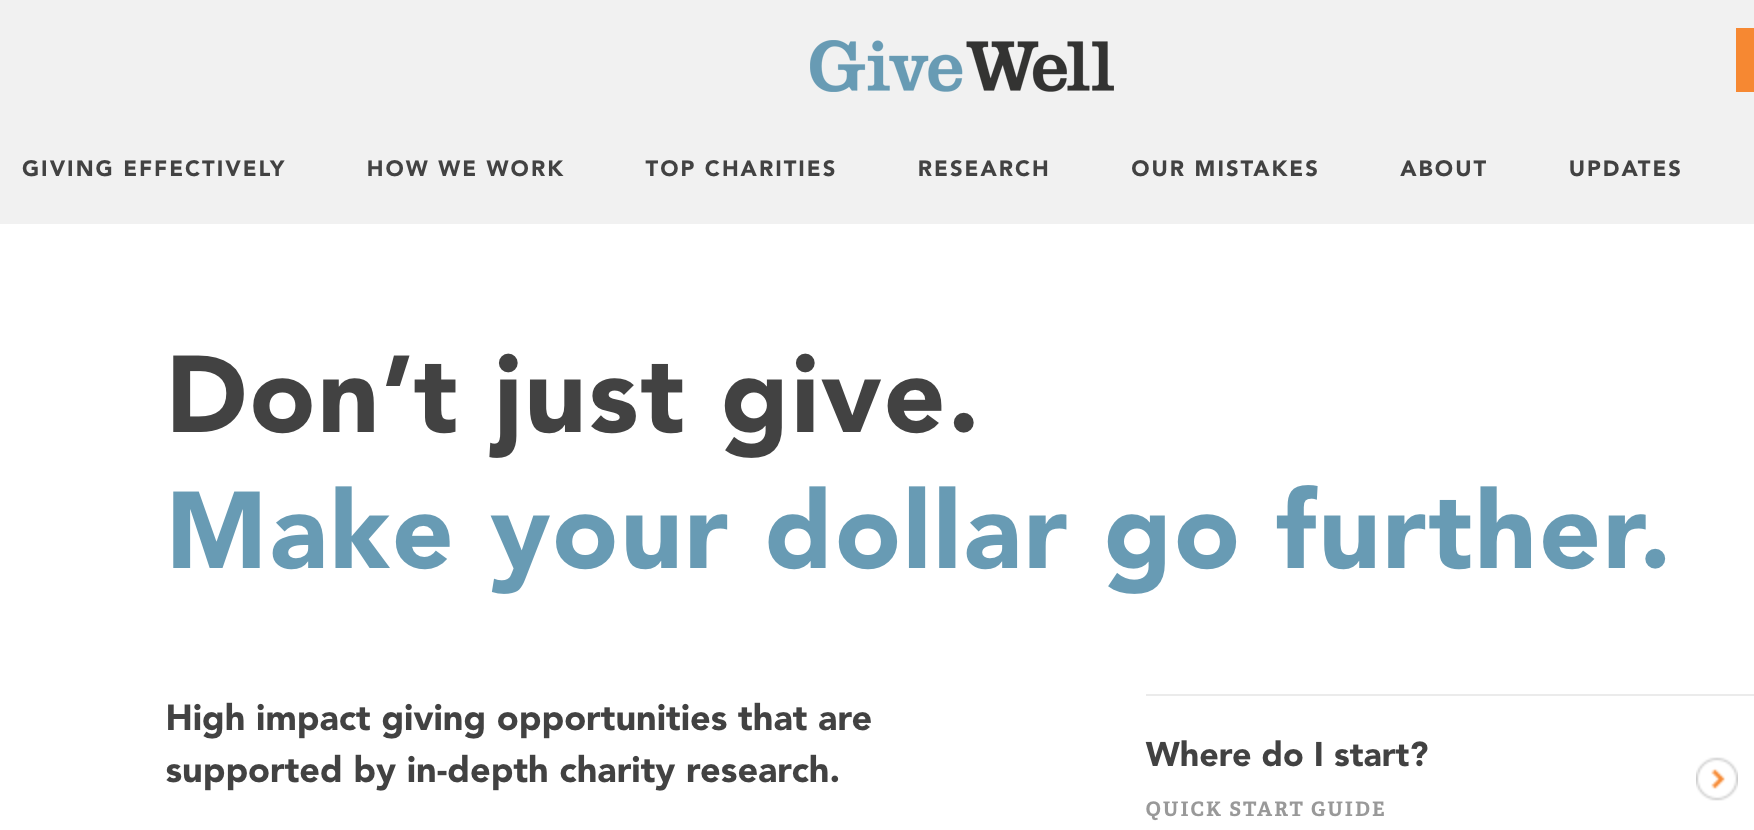 GiveWell
GIVING EFFECTIVELY HOW WE WORK TOP CHARITIES RESEARCH OUR MISTAKES ABOUT UPDATES
Don’t just give.
Make your dollar go further.
High impact giving opportunities that are
supported by in-depth charity research.
Where do I start?
QUICK START GUIDE